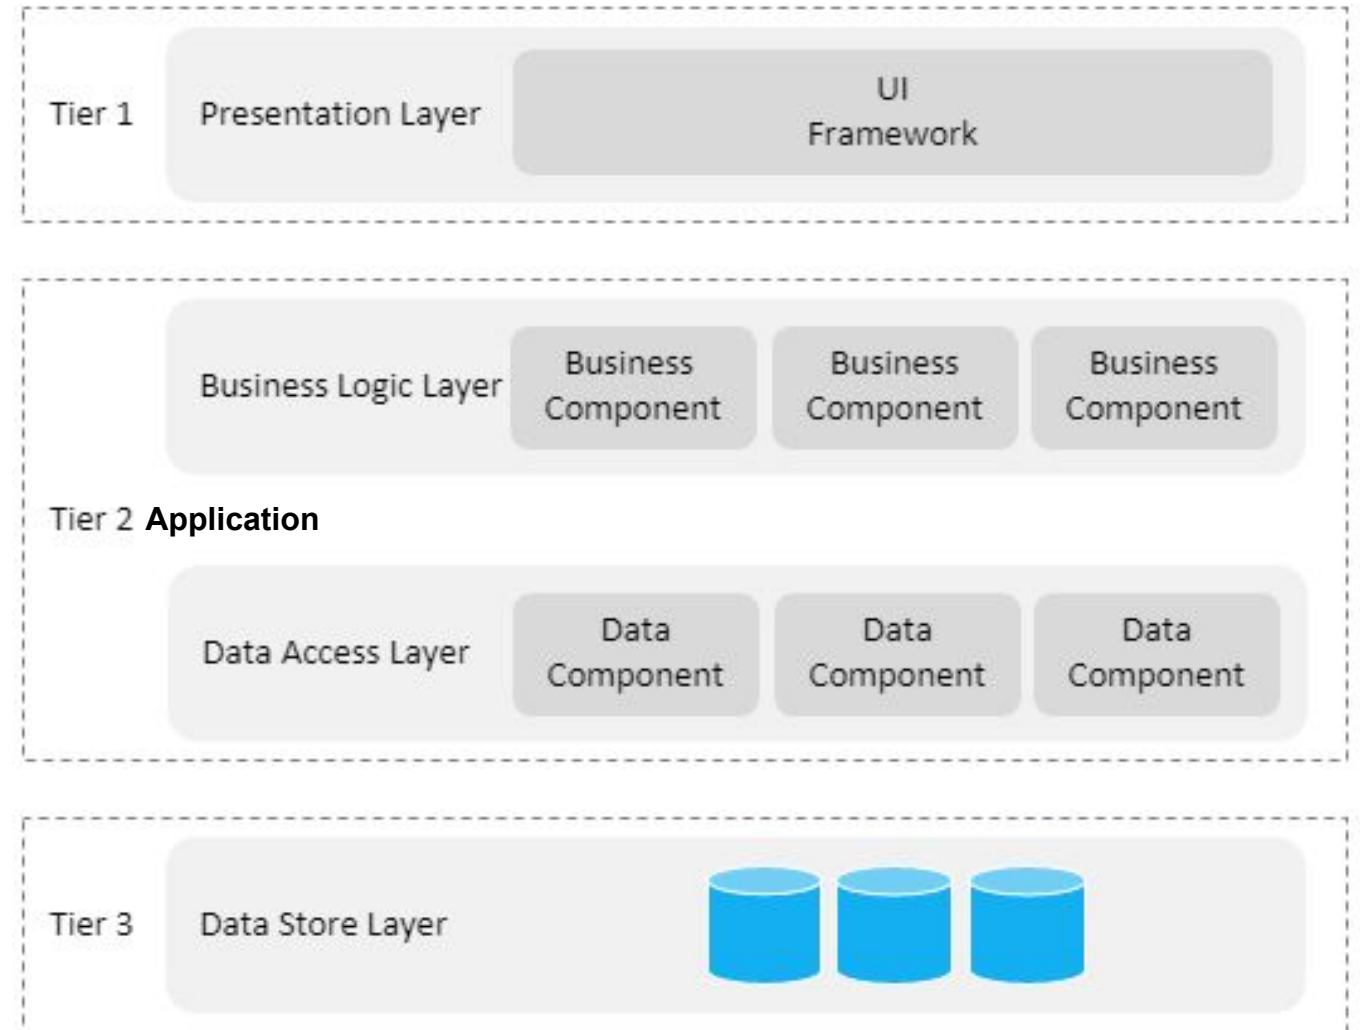 Tier 1
Presentation Layer
UI
Framework
Business Logic Layer
Business
Component
Business
Component
Business
Component
Tier 2 Application
Data Access Layer
Data
Component
Data
Component
Data
Component
Tier 3
Data Store Layer